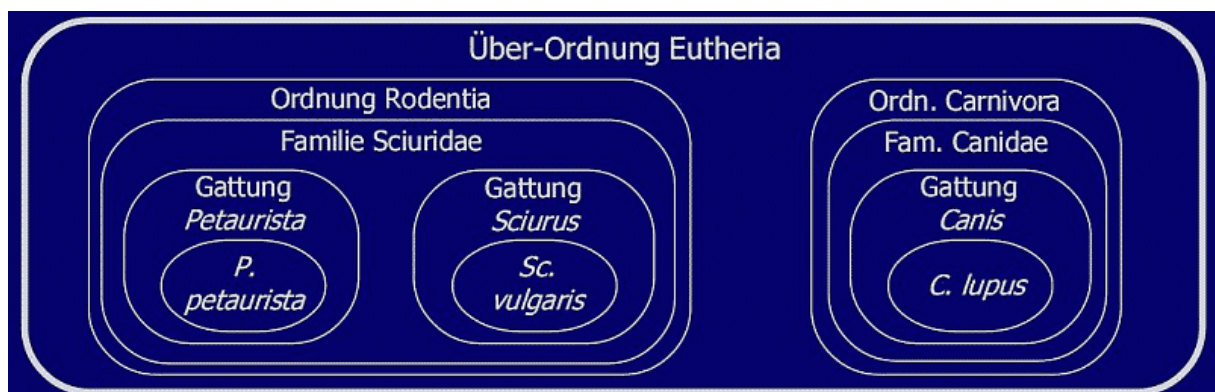 Über-Ordnung Eutheria
Ordnung Rodentia
Familie Sciuridae
Gattung
Petaurista
P.
petaurista
Gattung
Sciurus
Sc.
vulgaris
Ordn. Carnivora
Fam. Canidae
Gattung
Canis
C. lupus